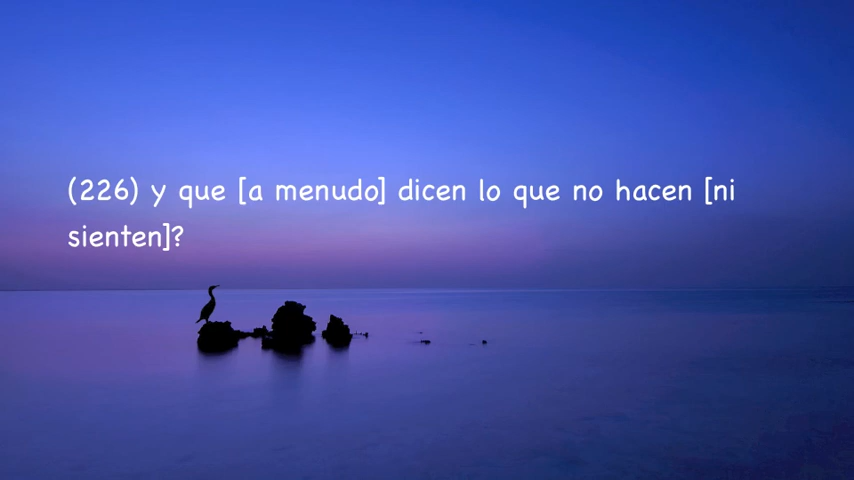 (226) y que [a menudo] dicen lo que no hacen [ni
sienten]?